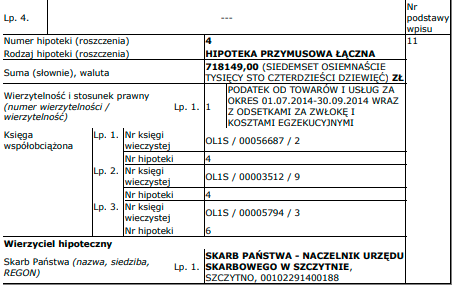 Lp. 4. --- Nr podstawy wpisu
Numer hipoteki (roszczenia) 4 11
Rodzaj hipoteki (roszczenia) HIPOTEKA PRZYMUSOWA ŁĄCZNA
Suma (słownie), waluta 718149,00 (SIEDEMSET OSIEMNAŚCIE
TYSIĘCY STO CZTERDZIEŚCI DZIEWIĘĆ) ZŁ
Wierzytelność i stosunek prawny
(numer wierzytelności /
wierzytelność) Lp. 1. 1 PODATEK OD TOWARÓW I USŁUG ZA
OKRES 01.07.2014-30.09.2014 WRAZ
Z ODSETKAMI ZA ZWŁOKĘ I
KOSZTAMI EGZEKUCYJNYMI
Księga
współobciążona Lp. 1. Nr księgi
wieczystej OL1S / 00056687 / 2
Nr hipoteki 4
Lp. 2. Nr księgi
wieczystej OL1S / 00003512 / 9
Nr hipoteki 4
Lp. 3. Nr księgi
wieczystej OL1S / 00005794 / 3
Nr hipoteki 6
Wierzyciel hipoteczny
Skarb Państwa (nazwa, siedziba,
REGON) Lp. 1. SKARB PAŃSTWA - NACZELNIK URZĘDU
SKARBOWEGO W SZCZYTNIE,
SZCZYTNO, 00102291400188